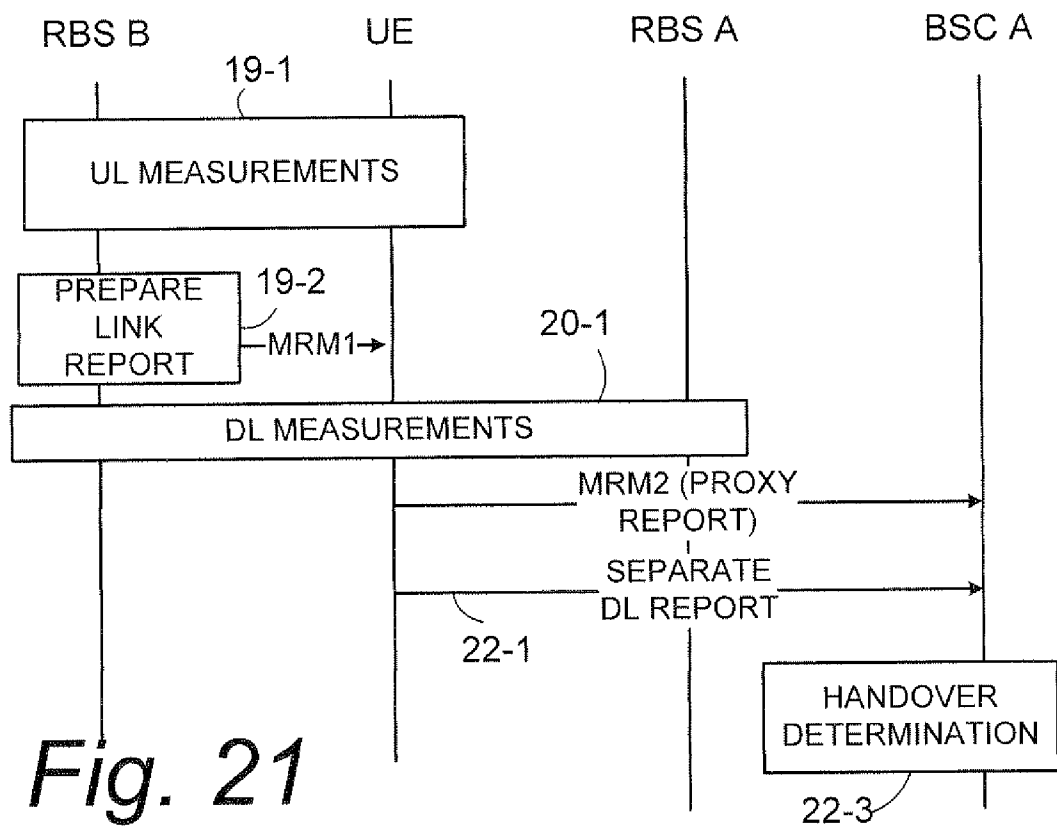 RBS B UE RBS A BSC A
19-1
UL MEASUREMENTS
PREPARE
LINK
REPORT
19-2
MRM1
20-1
DL MEASUREMENTS
MRM2 (PROXY
REPORT)
SEPARATE
DL REPORT
22-1
HANDOVER
DETERMINATION
22-3
Fig. 21